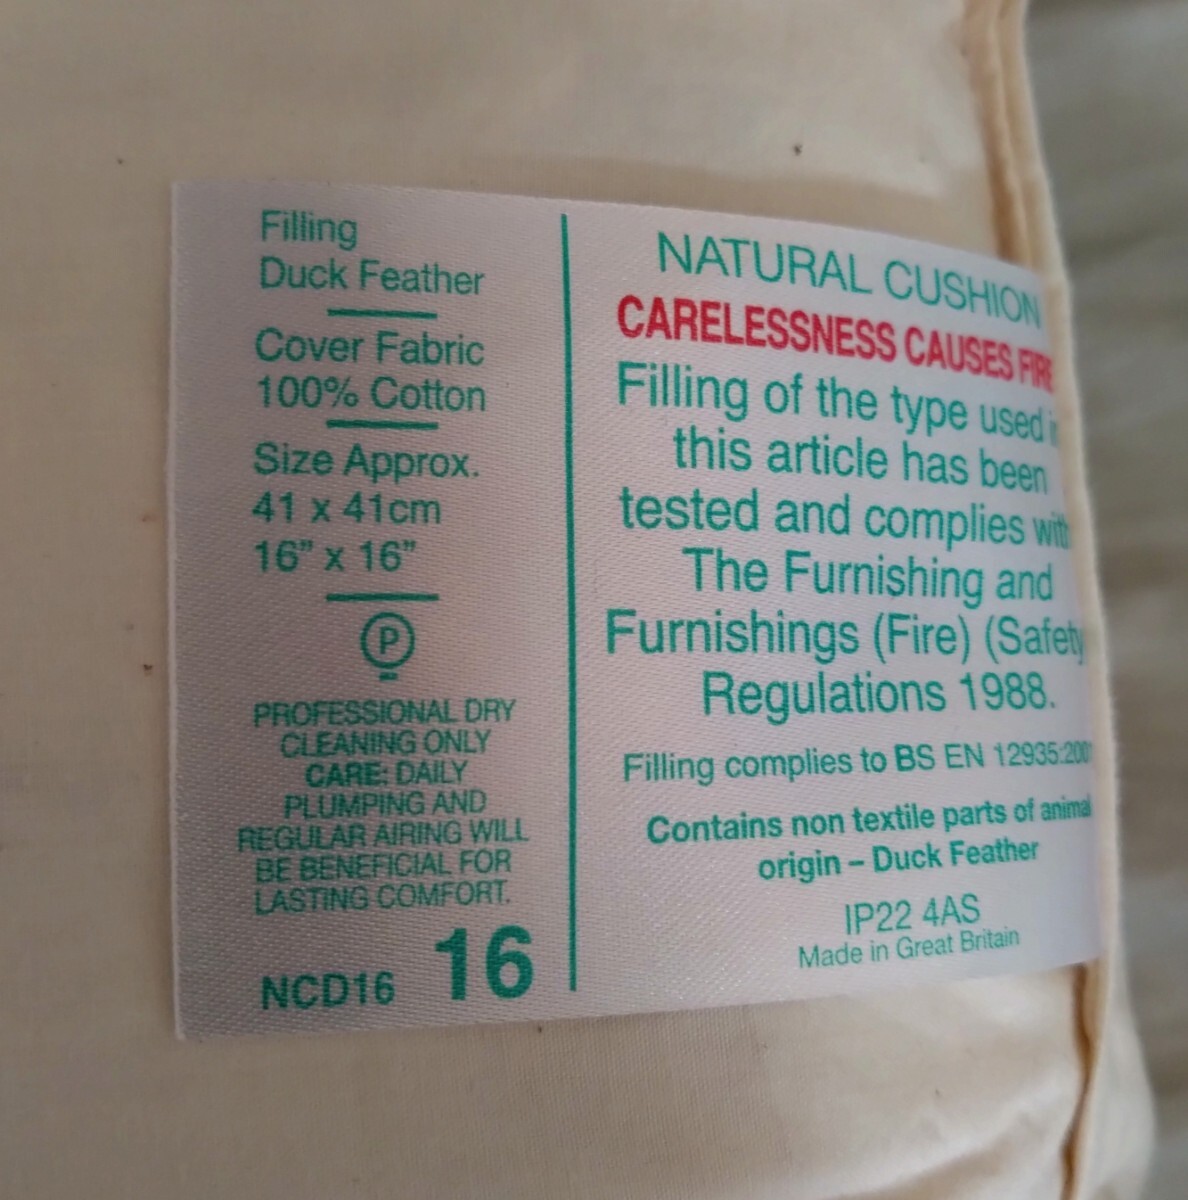 Filling
Duck Feather
Cover Fabric
100% Cotton
Size Approx.
41 x 41cm
16" x 16"
P
PROFESSIONAL DRY
CLEANING ONLY
CARE: DAILY
PLUMPING AND
REGULAR AIRING WILL
BE BENEFICIAL FOR
LASTING COMFORT.
NCD16 16
NATURAL CUSHION
CARELESSNESS CAUSES FIRE
Filling of the type used in
this article has been
tested and complies with
The Furnishing and
Furnishings (Fire) (Safety
Regulations 1988.
Filling complies to BS EN 12935:200
Contains non textile parts of animal
origin – Duck Feather
IP22 4AS
Made in Great Britain